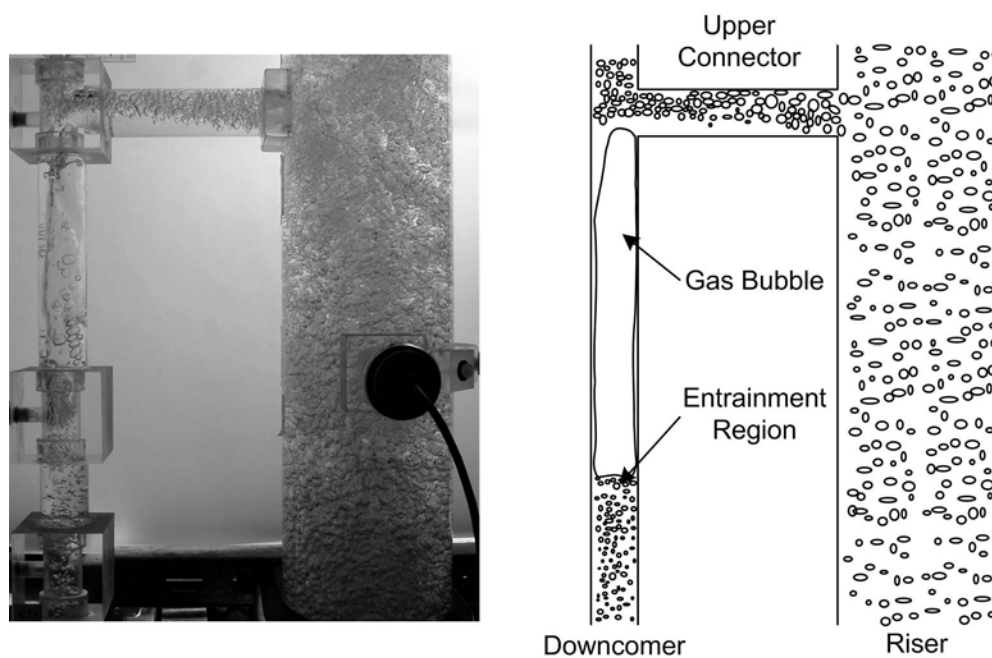 Upper
Connector
Gas Bubble
Entrainment
Region
Downcomer
Riser